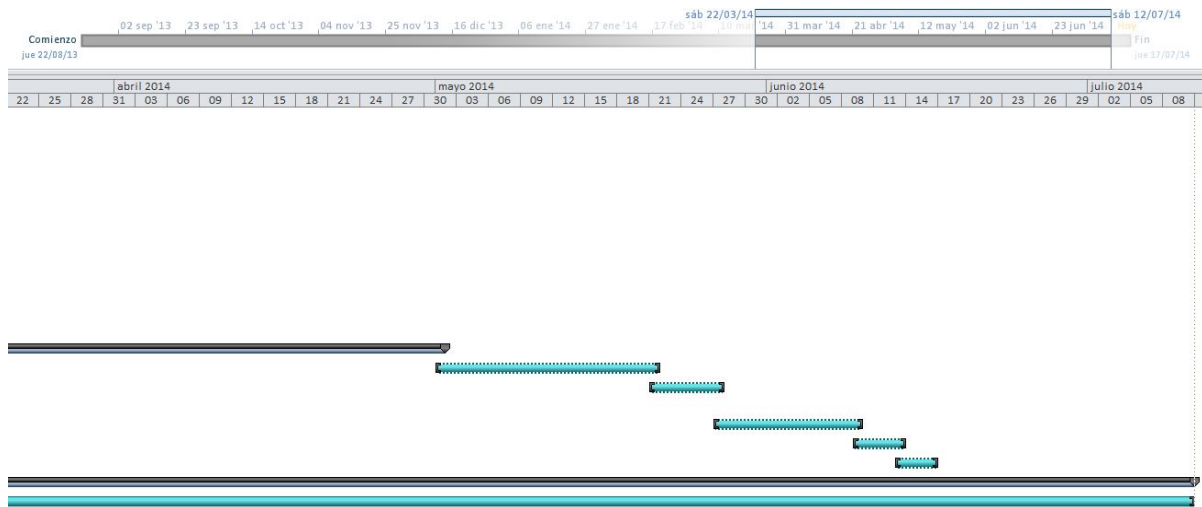 sáb 22/03/14 sáb 12/07/14
02 sep '13 23 sep '13 14 oct '13 04 nov '13 25 nov '13 16 dic '13 06 ene '14 27 ene '14 17 feb '14 10 mar '14 31 mar '14 21 abr '14 12 may '14 02 jun '14 23 jun '14 Hoy
Comienzo Fin
jue 22/08/13 jue 17/07/14
abril 2014 mayo 2014 junio 2014 julio 2014
22 25 28 31 03 06 09 12 15 18 21 24 27 30 03 06 09 12 15 18 21 24 27 30 02 05 08 11 14 17 20 23 26 29 02 05 08